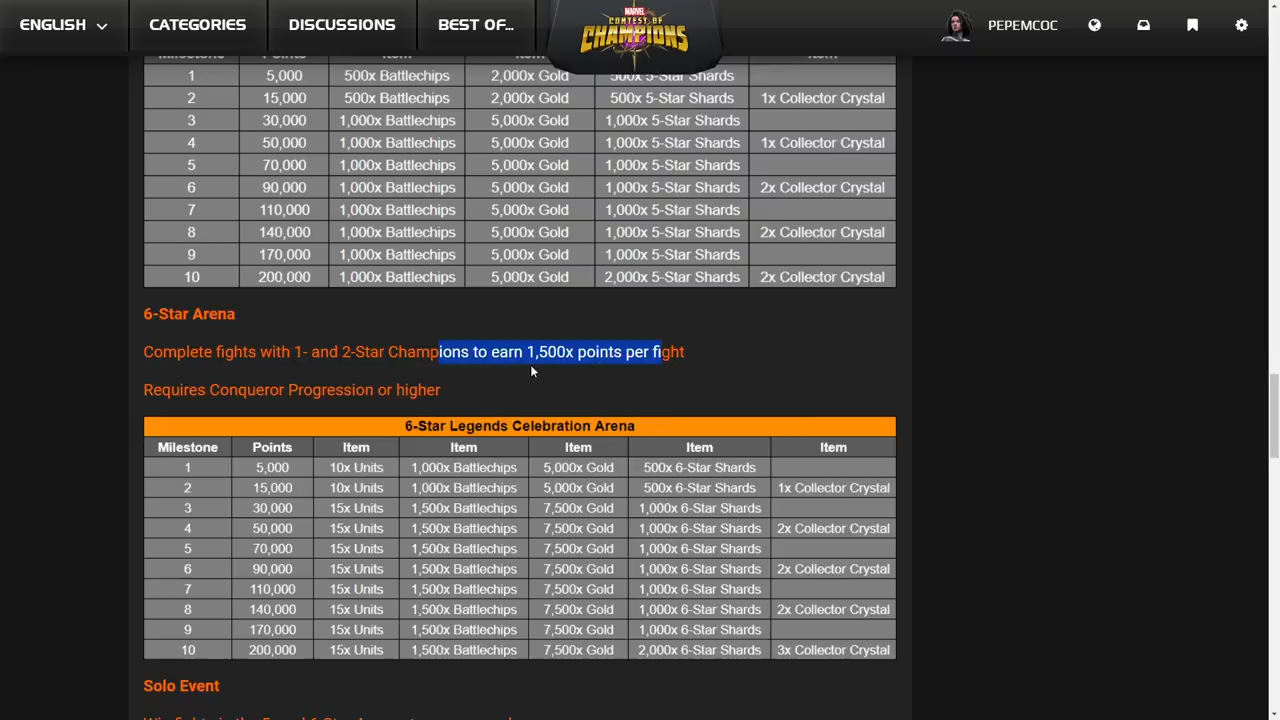 ENGLISH CATEGORIES DISCUSSIONS BEST OF... MARVEL CONTEST OF CHAMPIONS PEPEMCOC
Milestone Points Item Item Item Item
1 5,000 500x Battlechips 2,000x Gold 500x 5-Star Shards
2 15,000 500x Battlechips 2,000x Gold 500x 5-Star Shards 1x Collector Crystal
3 30,000 1,000x Battlechips 5,000x Gold 1,000x 5-Star Shards
4 50,000 1,000x Battlechips 5,000x Gold 1,000x 5-Star Shards 1x Collector Crystal
5 70,000 1,000x Battlechips 5,000x Gold 1,000x 5-Star Shards
6 90,000 1,000x Battlechips 5,000x Gold 1,000x 5-Star Shards 2x Collector Crystal
7 110,000 1,000x Battlechips 5,000x Gold 1,000x 5-Star Shards
8 140,000 1,000x Battlechips 5,000x Gold 1,000x 5-Star Shards 2x Collector Crystal
9 170,000 1,000x Battlechips 5,000x Gold 1,000x 5-Star Shards
10 200,000 1,000x Battlechips 5,000x Gold 2,000x 5-Star Shards 2x Collector Crystal
6-Star Arena
Complete fights with 1- and 2-Star Champions to earn 1,500x points per fight
Requires Conqueror Progression or higher
6-Star Legends Celebration Arena
Milestone Points Item Item Item Item Item
1 5,000 10x Units 1,000x Battlechips 5,000x Gold 500x 6-Star Shards
2 15,000 10x Units 1,000x Battlechips 5,000x Gold 500x 6-Star Shards 1x Collector Crystal
3 30,000 15x Units 1,500x Battlechips 7,500x Gold 1,000x 6-Star Shards
4 50,000 15x Units 1,500x Battlechips 7,500x Gold 1,000x 6-Star Shards 2x Collector Crystal
5 70,000 15x Units 1,500x Battlechips 7,500x Gold 1,000x 6-Star Shards
6 90,000 15x Units 1,500x Battlechips 7,500x Gold 1,000x 6-Star Shards 2x Collector Crystal
7 110,000 15x Units 1,500x Battlechips 7,500x Gold 1,000x 6-Star Shards
8 140,000 15x Units 1,500x Battlechips 7,500x Gold 1,000x 6-Star Shards 2x Collector Crystal
9 170,000 15x Units 1,500x Battlechips 7,500x Gold 1,000x 6-Star Shards
10 200,000 15x Units 1,500x Battlechips 7,500x Gold 2,000x 6-Star Shards 3x Collector Crystal
Solo Event